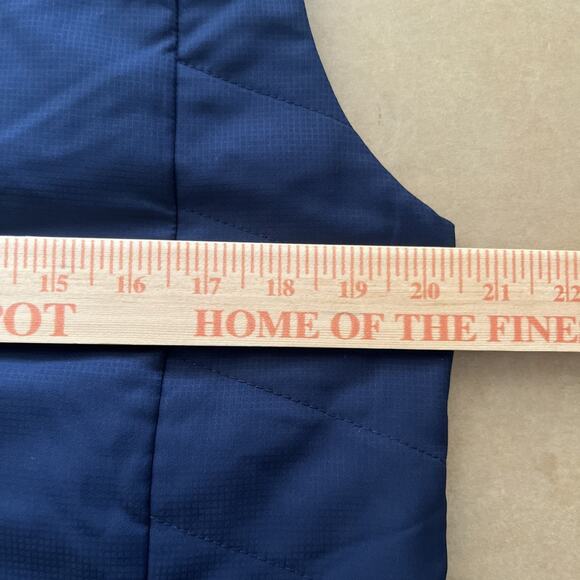 15 16 17 18 19 20 21 22
POT HOME OF THE FINE